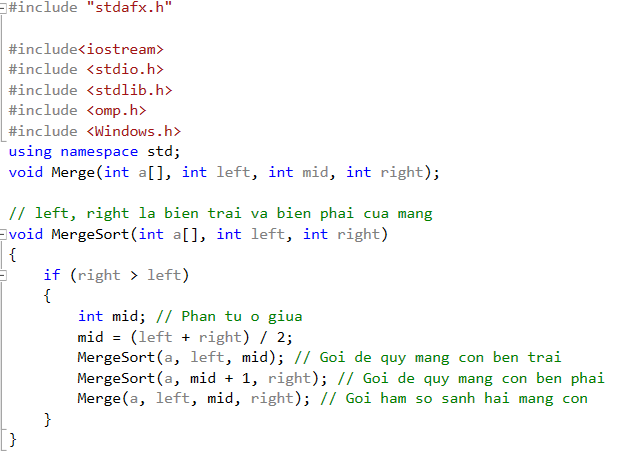 #include "stdafx.h"
#include<iostream>
#include <stdio.h>
#include <stdlib.h>
#include <omp.h>
#include <Windows.h>
using namespace std;
void Merge(int a[], int left, int mid, int right);
// left, right la bien trai va bien phai cua mang
void MergeSort(int a[], int left, int right)
{
if (right > left)
{
int mid; // Phan tu o giua
mid = (left + right) / 2;
MergeSort(a, left, mid); // Goi de quy mang con ben trai
MergeSort(a, mid + 1, right); // Goi de quy mang con ben phai
Merge(a, left, mid, right); // Goi ham so sanh hai mang con
}
}